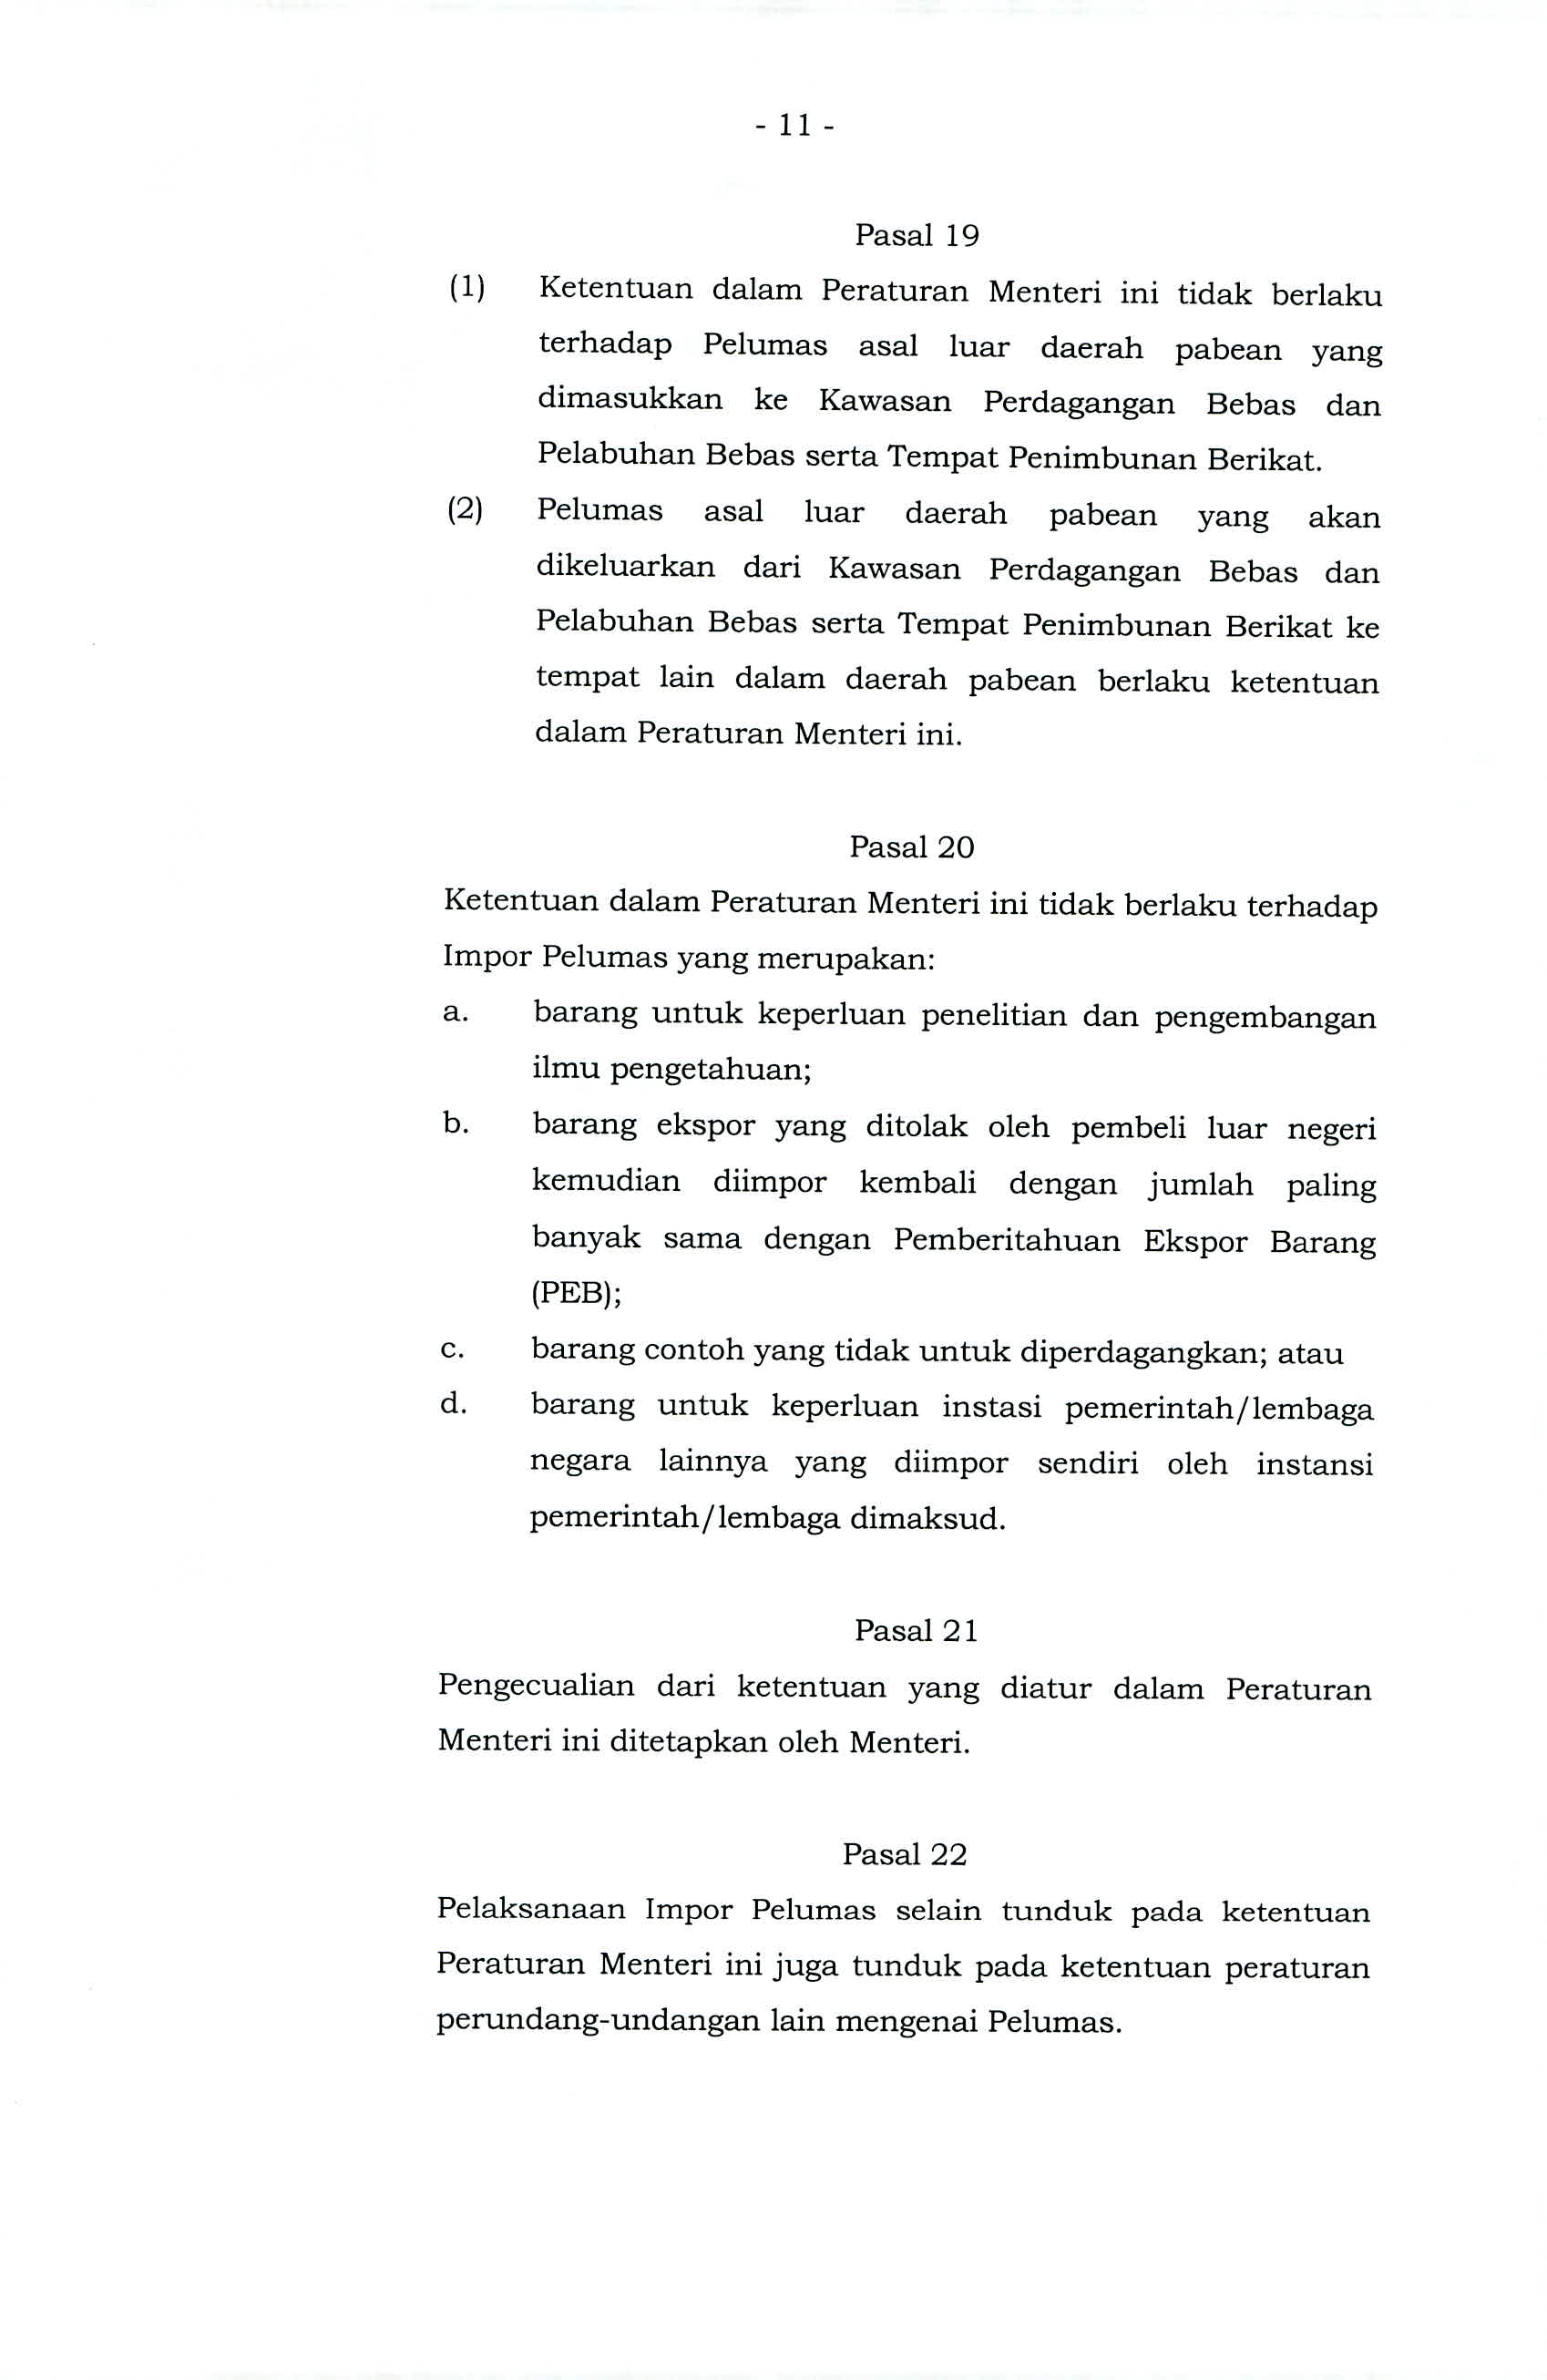 - 11 -
Pasal 19
(1) Ketentuan dalam Peraturan Menteri ini tidak berlaku
terhadap Pelumas asal luar daerah pabean yang
dimasukkan ke Kawasan Perdagangan Bebas dan
Pelabuhan Bebas serta Tempat Penimbunan Berikat.
(2) Pelumas asal luar daerah pabean yang akan
dikeluarkan dari Kawasan Perdagangan Bebas dan
Pelabuhan Bebas serta Tempat Penimbunan Berikat ke
tempat lain dalam daerah pabean berlaku ketentuan
dalam Peraturan Menteri ini.
Pasal 20
Ketentuan dalam Peraturan Menteri ini tidak berlaku terhadap
Impor Pelumas yang merupakan:
a. barang untuk keperluan penelitian dan pengembangan
ilmu pengetahuan;
b. barang ekspor yang ditolak oleh pembeli luar negeri
kemudian diimpor kembali dengan jumlah paling
banyak sama dengan Pemberitahuan Ekspor Barang
(PEB);
c. barang contoh yang tidak untuk diperdagangkan; atau
d. barang untuk keperluan instasi pemerintah/lembaga
negara lainnya yang diimpor sendiri oleh instansi
pemerintah/lembaga dimaksud.
Pasal 21
Pengecualian dari ketentuan yang diatur dalam Peraturan
Menteri ini ditetapkan oleh Menteri.
Pasal 22
Pelaksanaan Impor Pelumas selain tunduk pada ketentuan
Peraturan Menteri ini juga tunduk pada ketentuan peraturan
perundang-undangan lain mengenai Pelumas.